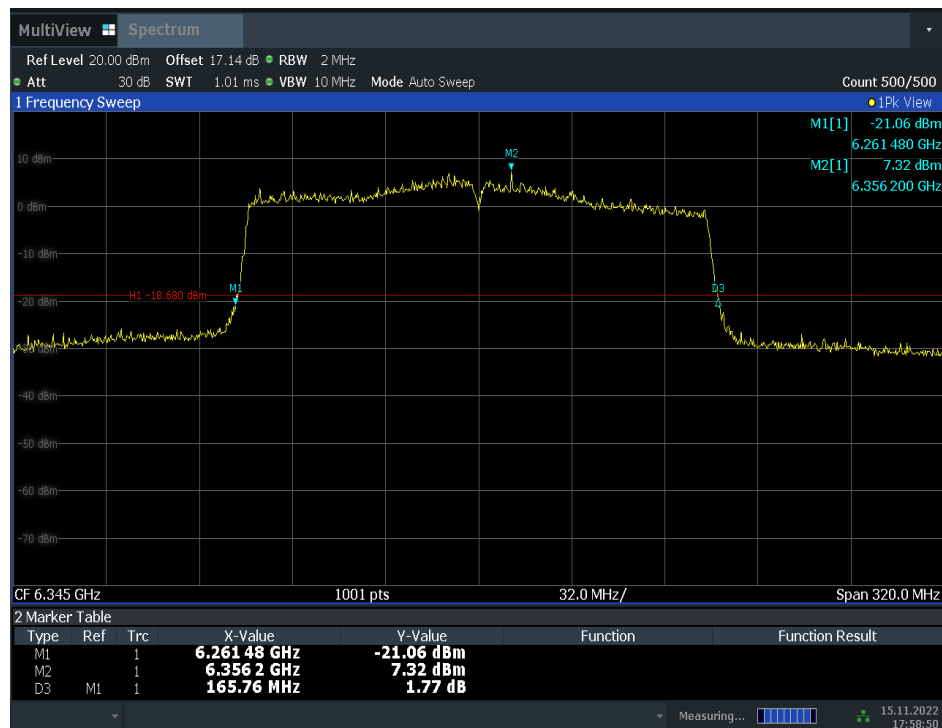 MultiView Spectrum
Ref Level 20.00 dBm Offset 17.14 dB RBW 2 MHz
Att 30 dB SWT 1.01 ms VBW 10 MHz Mode Auto Sweep Count 500/500
1 Frequency Sweep 1Pk View
M1[1] -21.06 dBm
6.261480 GHz
M2[1] 7.32 dBm
6.356200 GHz
M2
10 dBm
0 dBm
-10 dBm
M1 D3
H1 -18.680 dBm
-20 dBm
-30 dBm
-40 dBm
-50 dBm
-60 dBm
-70 dBm
CF 6.345 GHz 1001 pts 32.0 MHz/ Span 320.0 MHz
2 Marker Table
Type Ref Trc X-Value Y-Value Function Function Result
M1 1 6.261 48 GHz -21.06 dBm
M2 1 6.356 2 GHz 7.32 dBm
D3 M1 1 165.76 MHz 1.77 dB
Measuring... 15.11.2022
17:58:50